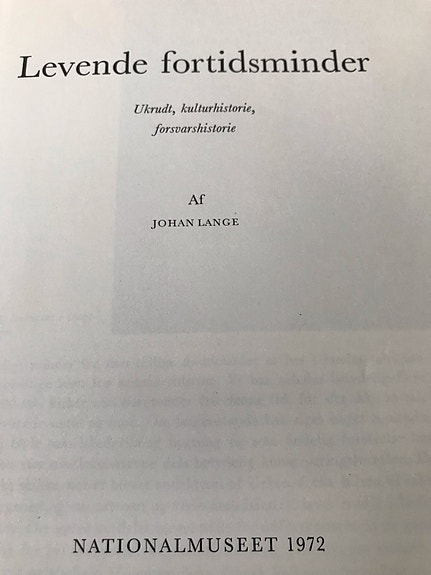 Levende fortidsminder
Ukrudt, kulturhistorie,
forsvarshistorie
Af
JOHAN LANGE
NATIONALMUSEET 1972